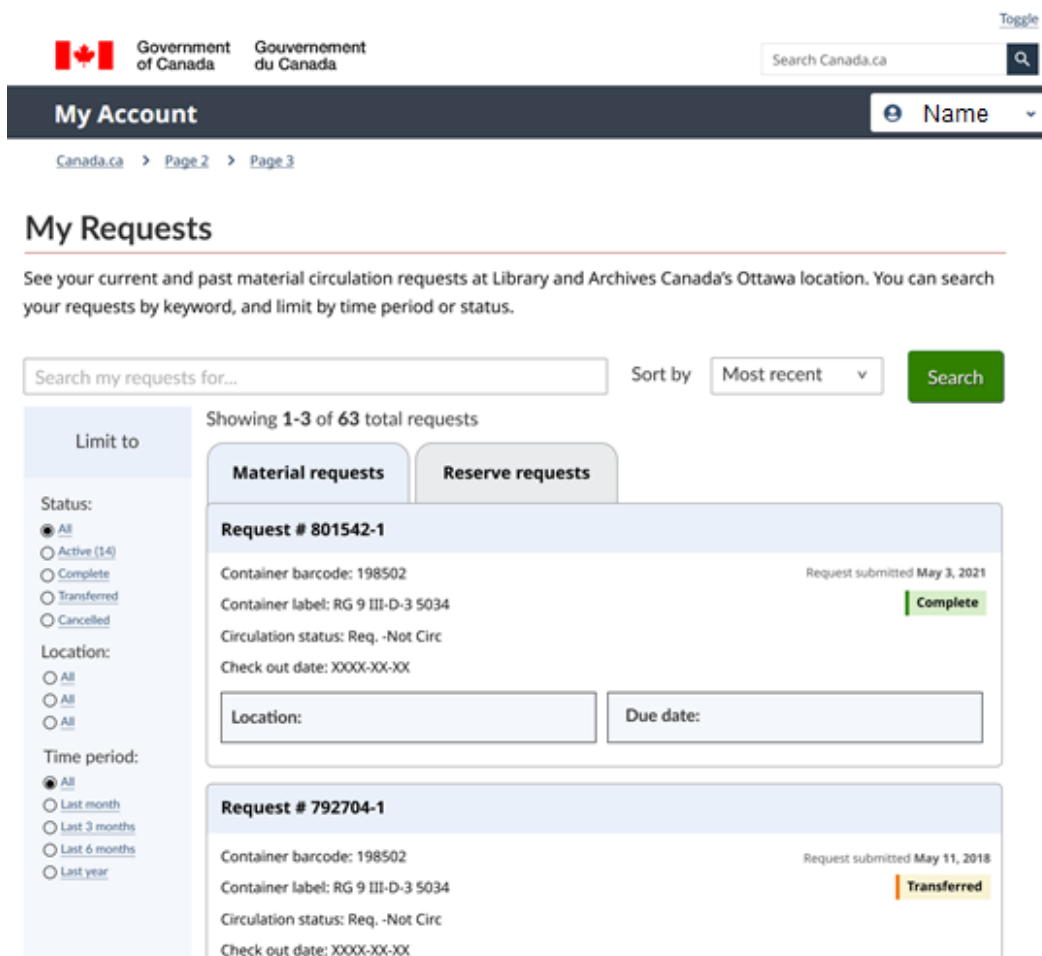 Toggle
Government of Canada
Gouvernement du Canada
Search Canada.ca
My Account
Name
Canada.ca > Page 2 > Page 3
My Requests
See your current and past material circulation requests at Library and Archives Canada's Ottawa location. You can search
your requests by keyword, and limit by time period or status.
Search my requests for...
Sort by
Most recent
Search
Limit to
Status:
All
Active (14)
Complete
Transferred
Cancelled
Location:
All
All
All
Time period:
All
Last month
Last 3 months
Last 6 months
Last year
Showing 1-3 of 63 total requests
Material requests
Reserve requests
Request # 801542-1
Container barcode: 198502
Request submitted May 3, 2021
Container label: RG 9 III-D-3 5034
Complete
Circulation status: Req. -Not Circ
Check out date: XXXX-XX-XX
Location:
Due date:
Request # 792704-1
Container barcode: 198502
Request submitted May 11, 2018
Container label: RG 9 III-D-3 5034
Transferred
Circulation status: Req. -Not Circ
Check out date: XXXX-XX-XX